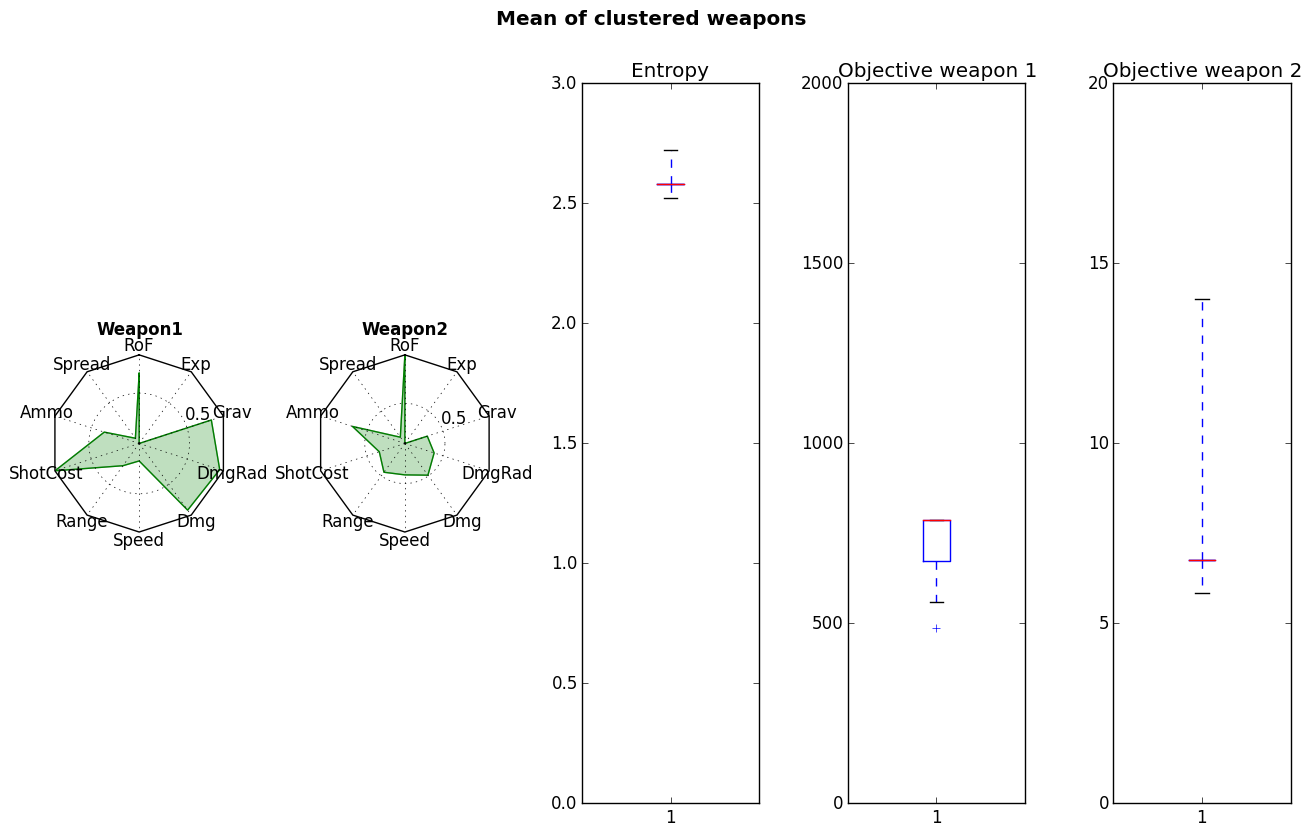 Mean of clustered weapons
Weapon1
RoF
Exp
Spread
Grav
0.5
Ammo
DmgRad
ShotCost
Dmg
Range
Speed
Weapon2
RoF
Exp
Spread
Grav
0.5
Ammo
DmgRad
ShotCost
Dmg
Range
Speed
Entropy
3.0
2.5
2.0
1.5
1.0
0.5
0.0
1
Objective weapon 1
2000
1500
1000
500
0
1
Objective weapon 2
20
15
10
5
0
1